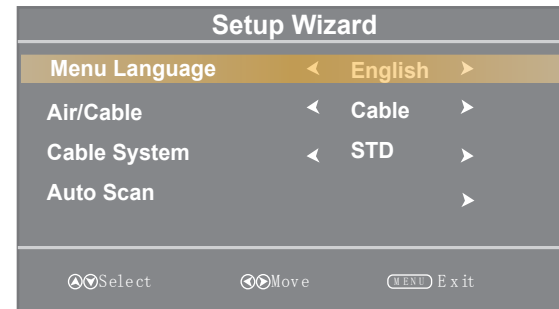 Setup Wizard
Menu Language English
Air/Cable Cable
Cable System STD
Auto Scan
Select Move MENU Exit